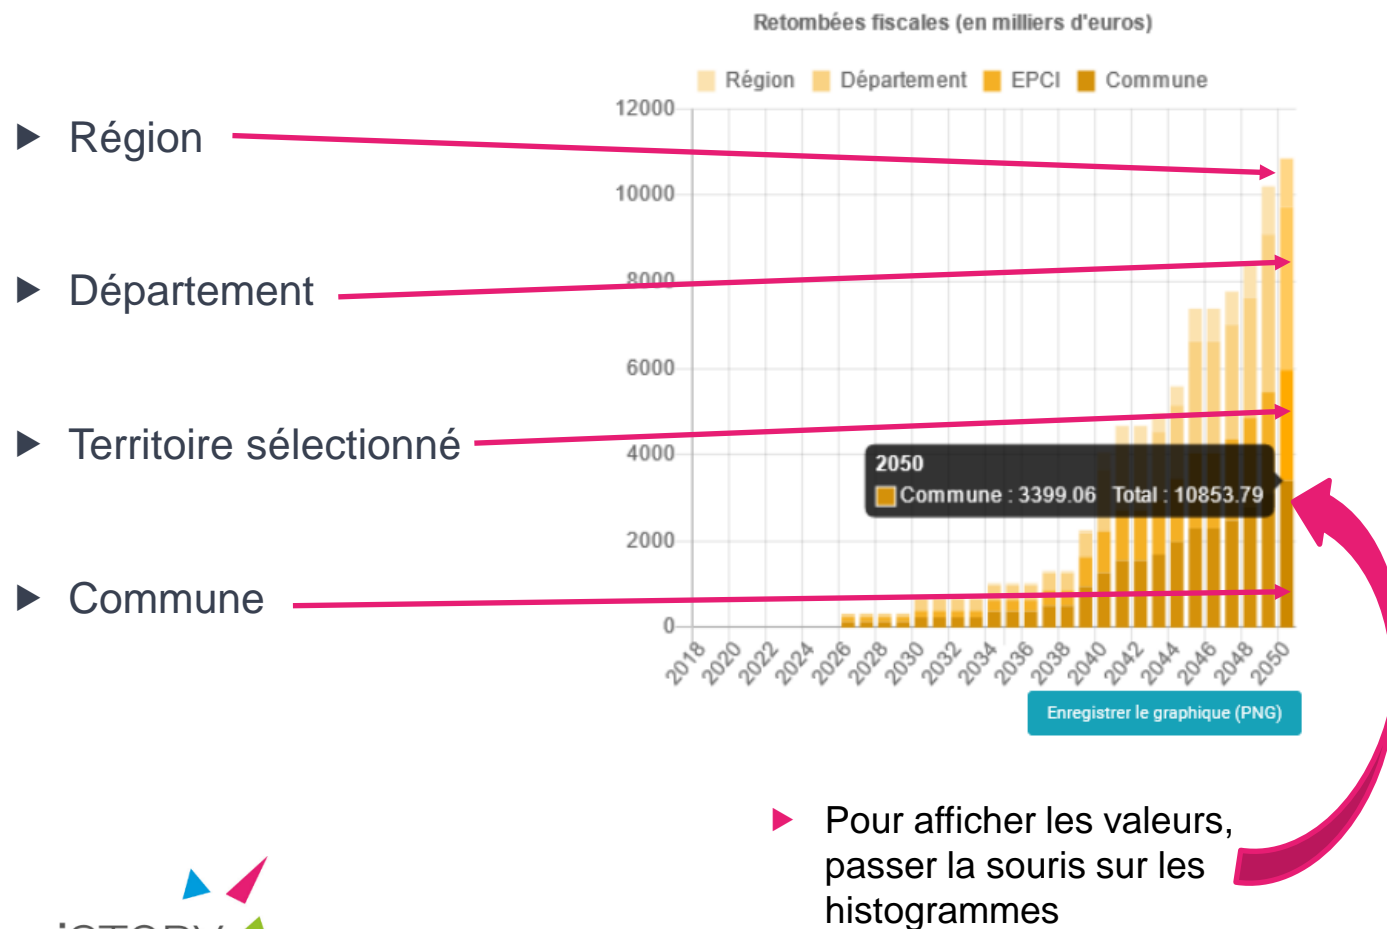 Retombées fiscales (en milliers d'euros)
Région Département EPCI Commune
Région
Département
Territoire sélectionné
Commune
12000
10000
8000
6000
4000
2000
0
2050
Commune : 3399.06 Total : 10853.79
2018 2020 2022 2024 2026 2028 2030 2032 2034 2036 2038 2040 2042 2044 2046 2048 2050
Enregistrer le graphique (PNG)
Pour afficher les valeurs,
passer la souris sur les
histogrammes